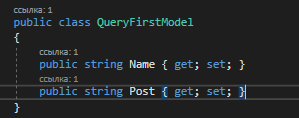 ссылка: 1
public class QueryFirstModel
{
ссылка: 1
public string Name { get; set; }
ссылка: 1
public string Post { get; set; }
}